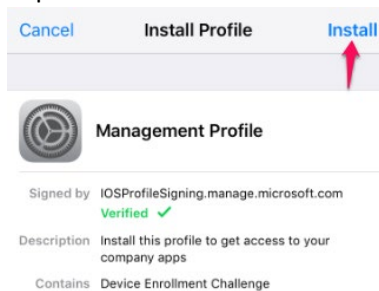 Cancel Install Profile Install
Management Profile
Signed by IOSProfileSigning.manage.microsoft.com
Verified ✓
Description Install this profile to get access to your
company apps
Contains Device Enrollment Challenge